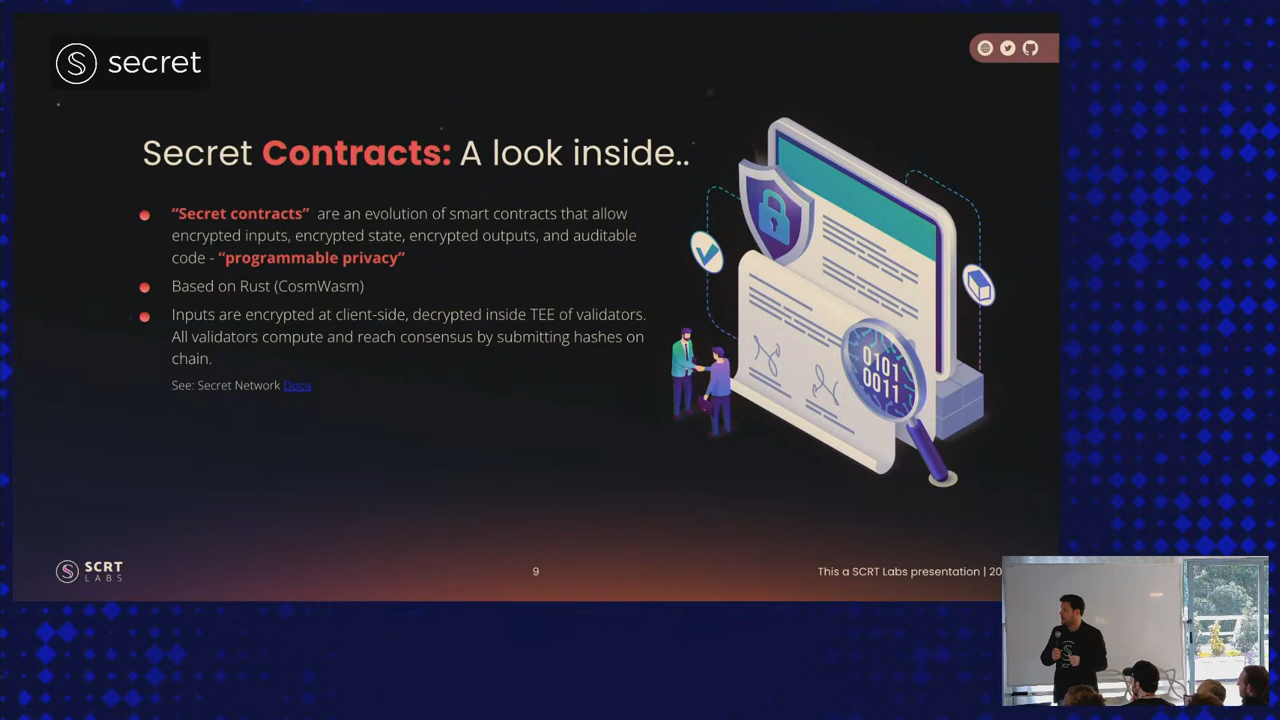 secret
Secret Contracts: A look inside..
“Secret contracts” are an evolution of smart contracts that allow
encrypted inputs, encrypted state, encrypted outputs, and auditable
code - “programmable privacy”
Based on Rust (CosmWasm)
Inputs are encrypted at client-side, decrypted inside TEE of validators.
All validators compute and reach consensus by submitting hashes on
chain.
See: Secret Network Docs
0101
0011
SCRT
LABS
9
This a SCRT Labs presentation | 20